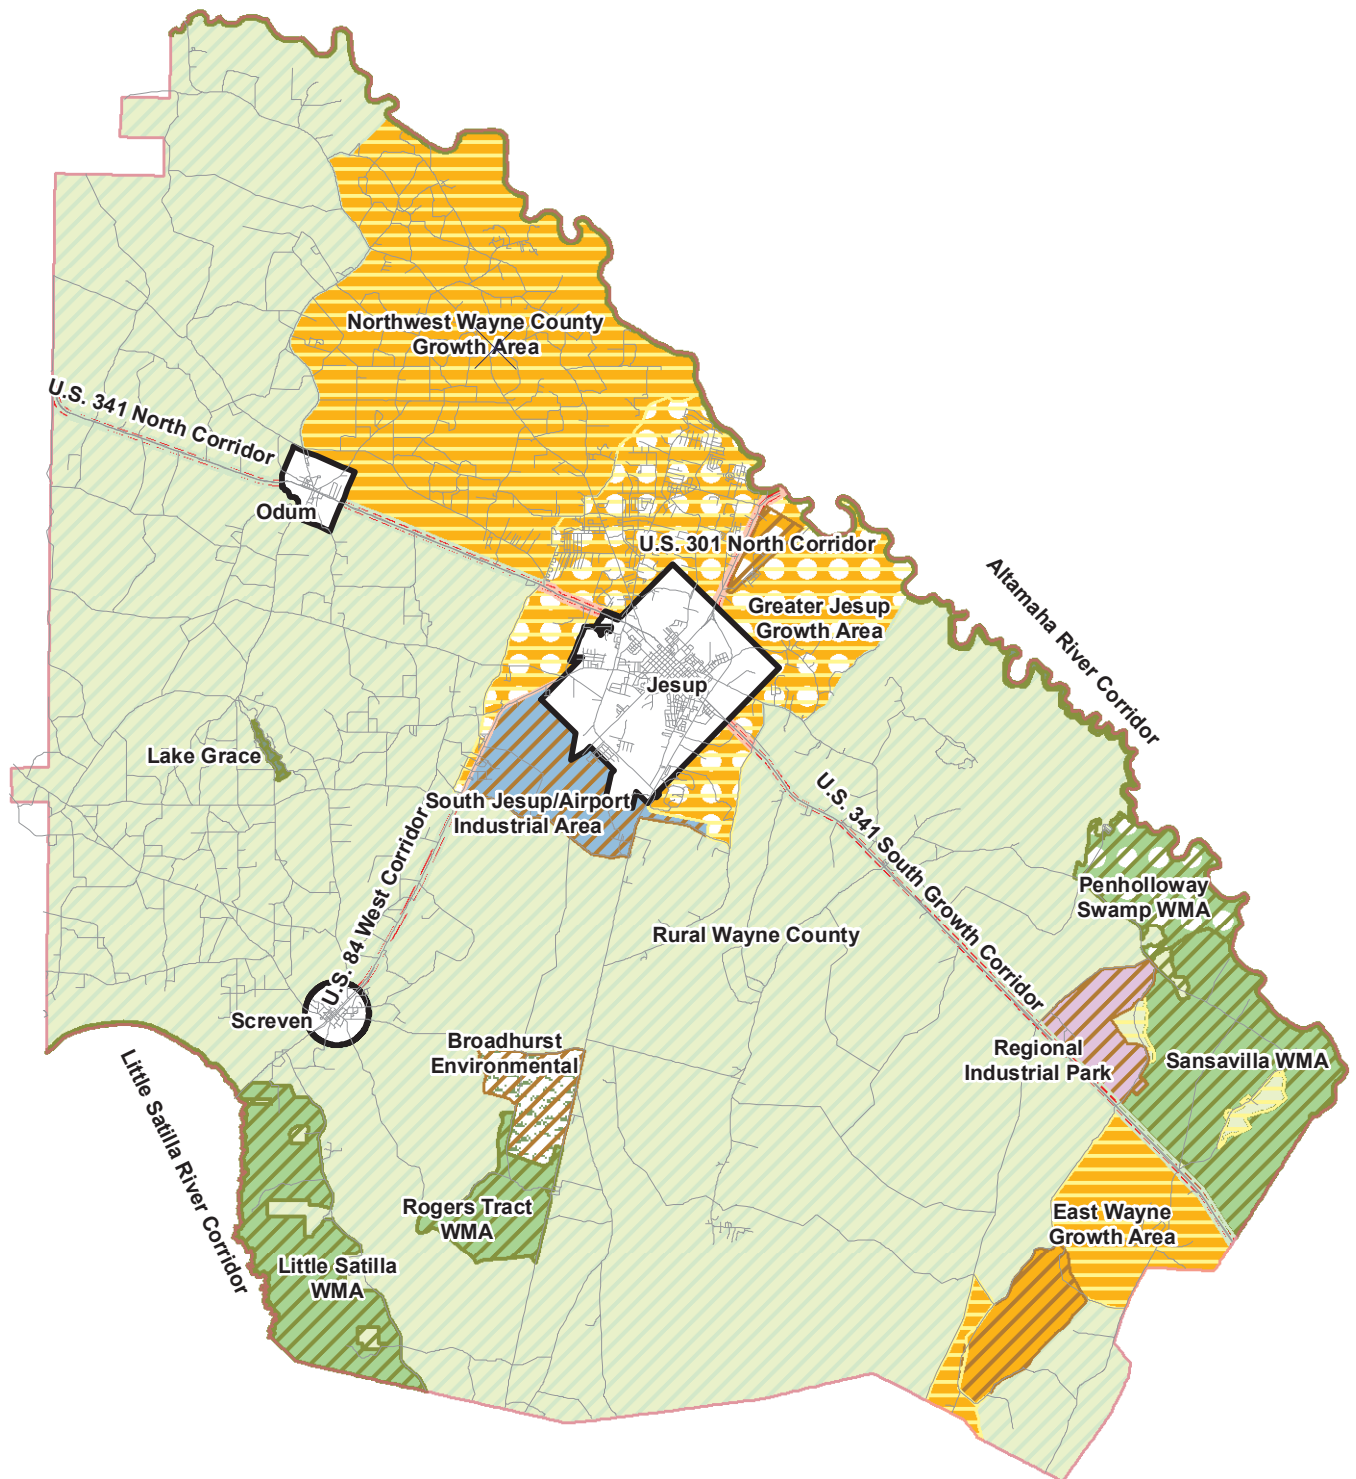 Northwest Wayne County
Growth Area
U.S. 341 North Corridor
Odum
U.S. 301 North Corridor
Greater Jesup
Growth Area
Altamaha River Corridor
Jesup
Lake Grace
South Jesup/Airport
Industrial Area
U.S. 341 South Growth Corridor
U.S. 84 West Corridor
Penholloway
Swamp WMA
Rural Wayne County
Screven
Broadhurst
Environmental
Regional
Industrial Park
Sansavilla WMA
Little Satilla River Corridor
Rogers Tract
WMA
East Wayne
Growth Area
Little Satilla
WMA